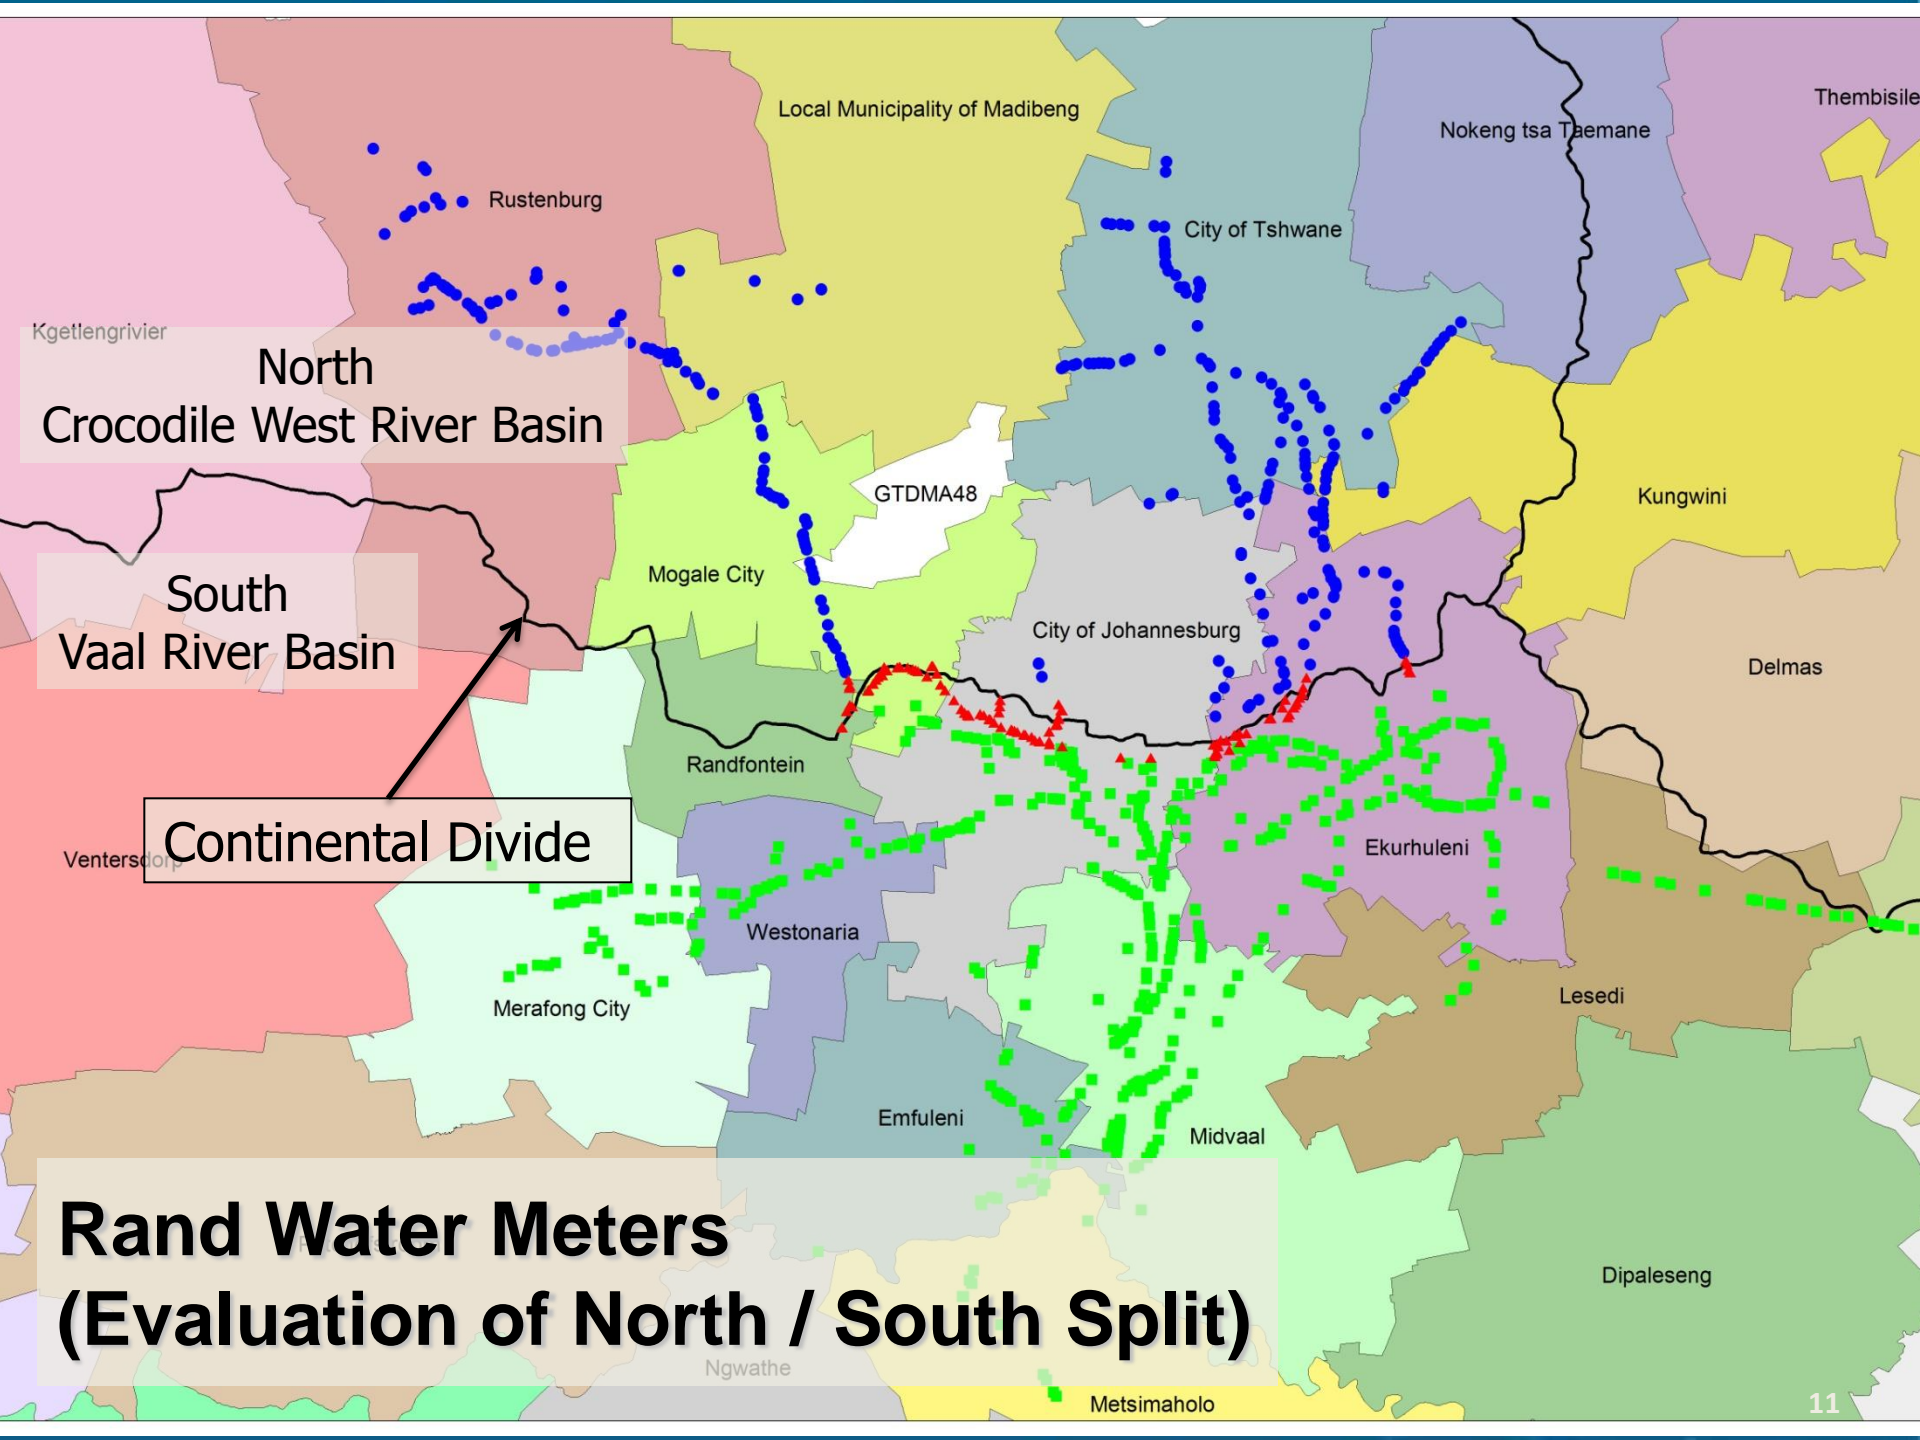 Local Municipality of Madibeng
Thembisile
Nokeng tsa Taemane
Rustenburg
City of Tshwane
Kgetlengrivier
North
Crocodile West River Basin
GTDMA48
Kungwini
Mogale City
South
Vaal River Basin
City of Johannesburg
Delmas
Randfontein
Continental Divide
Ventersdorp
Ekurhuleni
Westonaria
Lesedi
Merafong City
Emfuleni
Midvaal
Rand Water Meters
(Evaluation of North / South Split)
Dipaleseng
Ngwathe
Metsimaholo
11